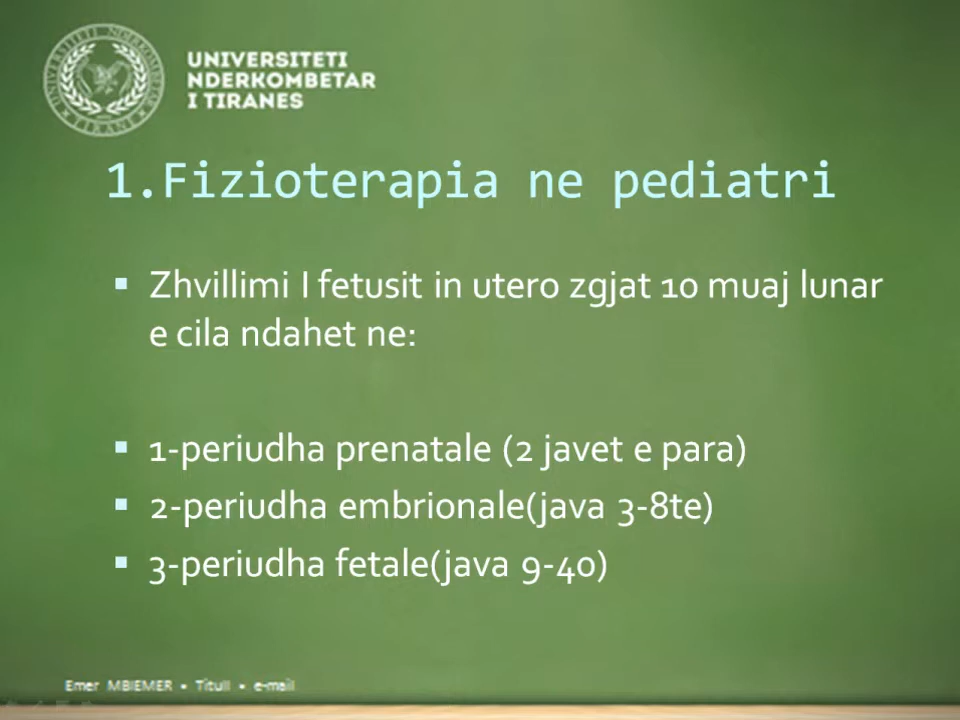 UNIVERSITETI
NDERKOMBETAR
I TIRANES
1.Fizioterapia ne pediatri
▪ Zhvillimi I fetusit in utero zgjat 10 muaj lunar
e cila ndahet ne:
▪ 1-periudha prenatale (2 javet e para)
▪ 2-periudha embrionale(java 3-8te)
▪ 3-periudha fetale(java 9-40)
Emer MBIEMER • Titull • e-mail